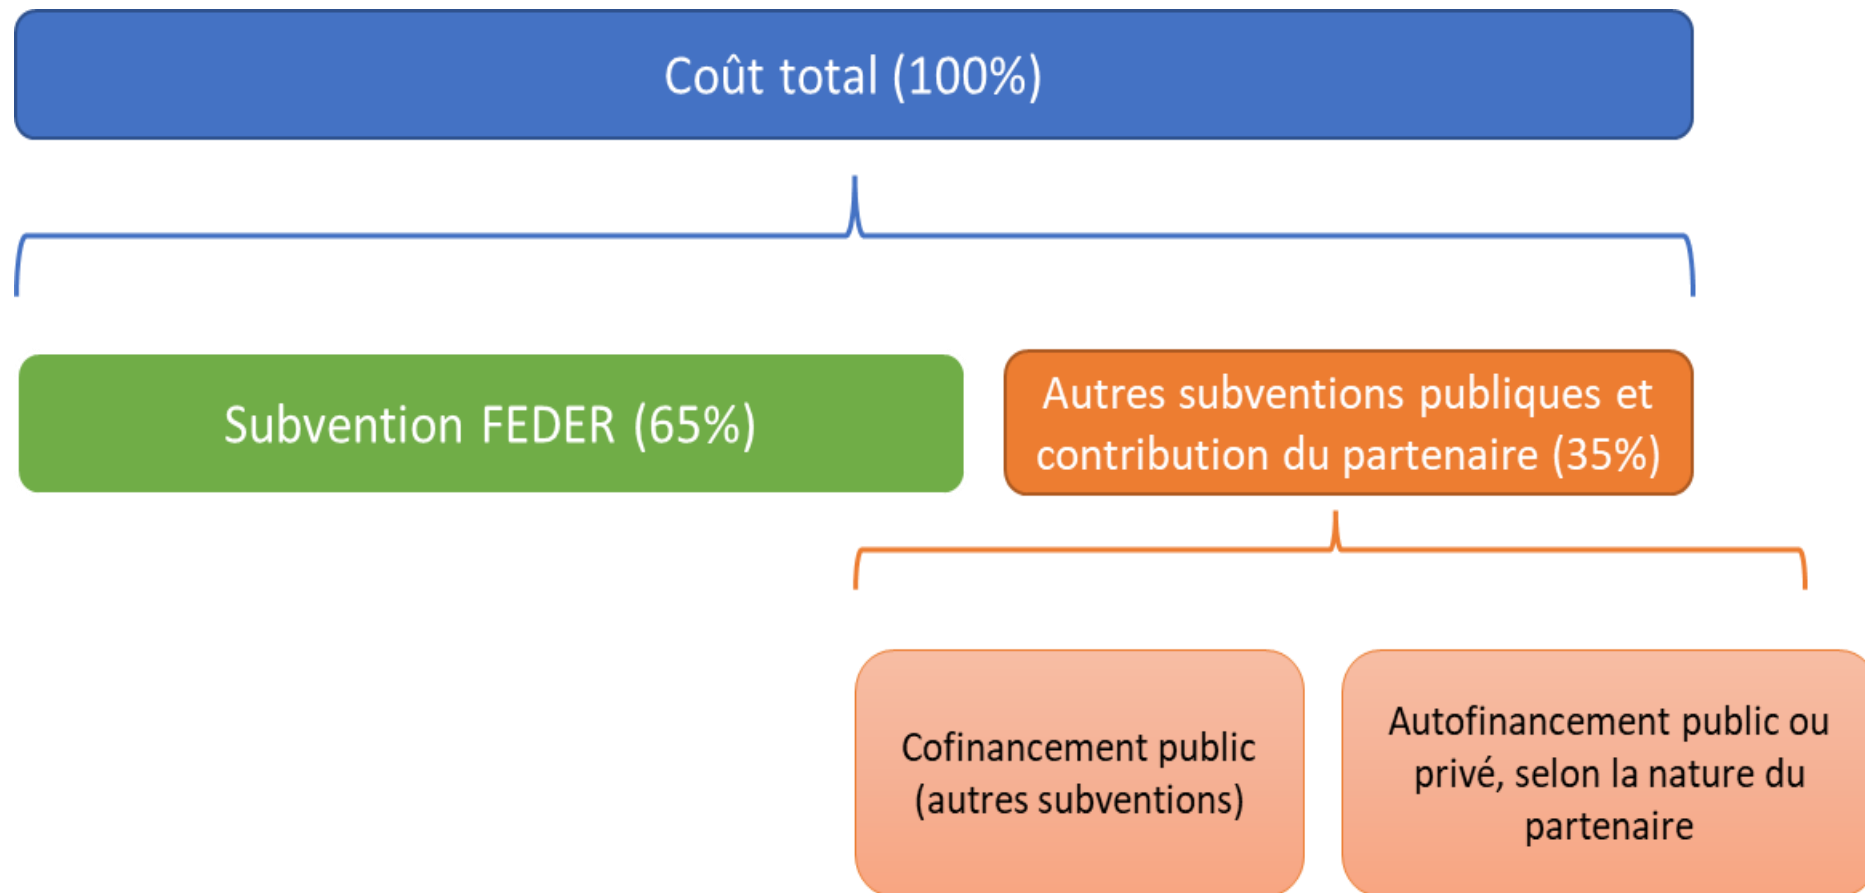 Coût total (100%)
Subvention FEDER (65%)
Autres subventions publiques et
contribution du partenaire (35%)
Cofinancement public
(autres subventions)
Autofinancement public ou
privé, selon la nature du
partenaire